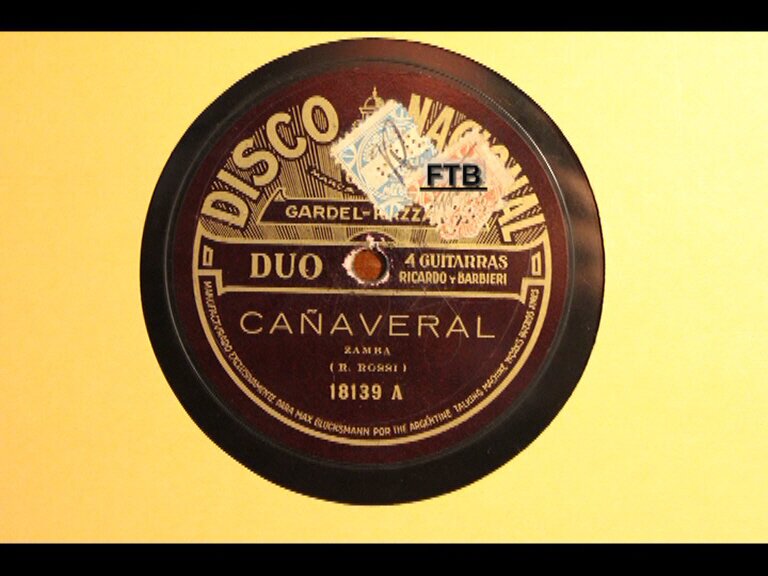 DISCO NACIONAL
FTB
GARDEL-RAZZA
DUO
4 GUITARRAS
RICARDO Y BARBIERI
CAÑAVERAL
ZAMBA
(R. ROSSI)
18139 A
MANUFACTURADO EXCLUSIVAMENTE PARA MAX GLUCKSMANN POR THE ARGENTINE TALKING MACHINE WORKS BUENOS AIRES